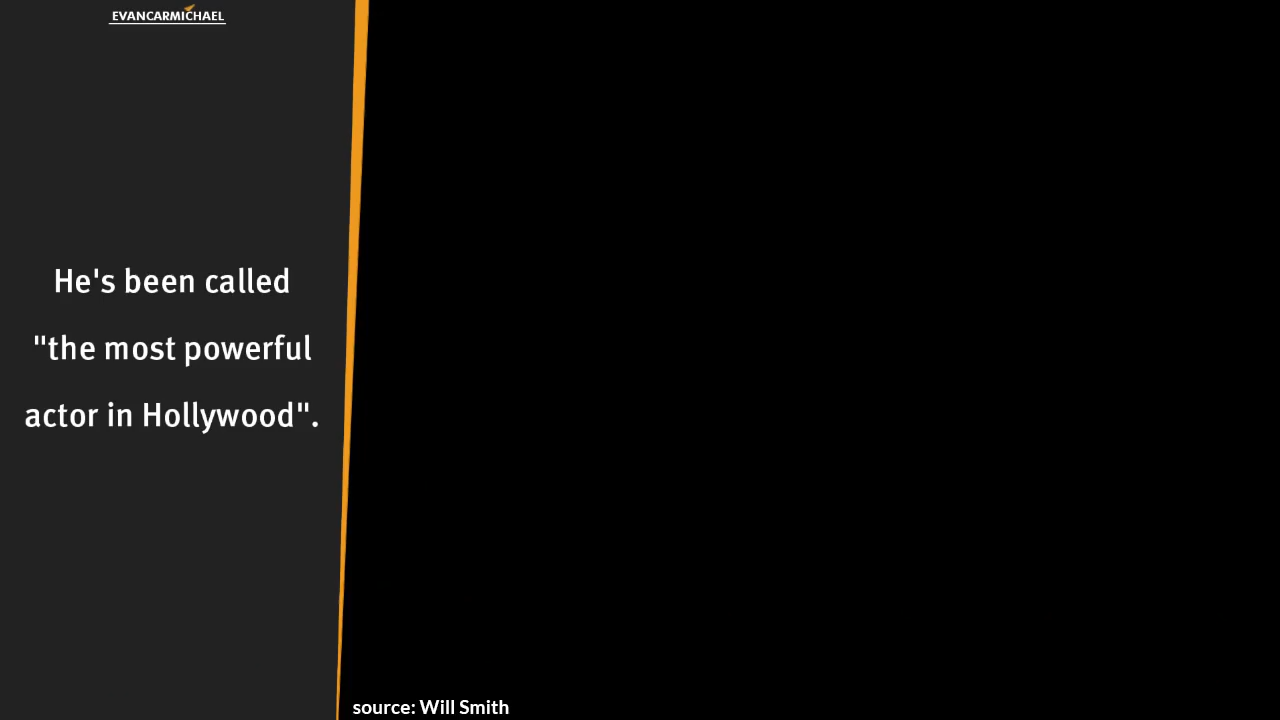 EVANCARMICHAEL
He's been called
"the most powerful
actor in Hollywood".
source: Will Smith